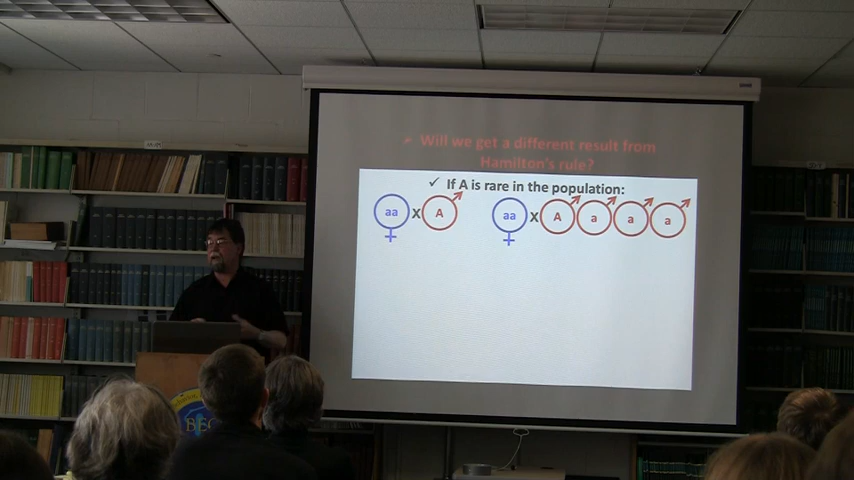 Will we get a different result from
Hamilton's rule?
✓ If A is rare in the population:
aa X A aa X A a a a